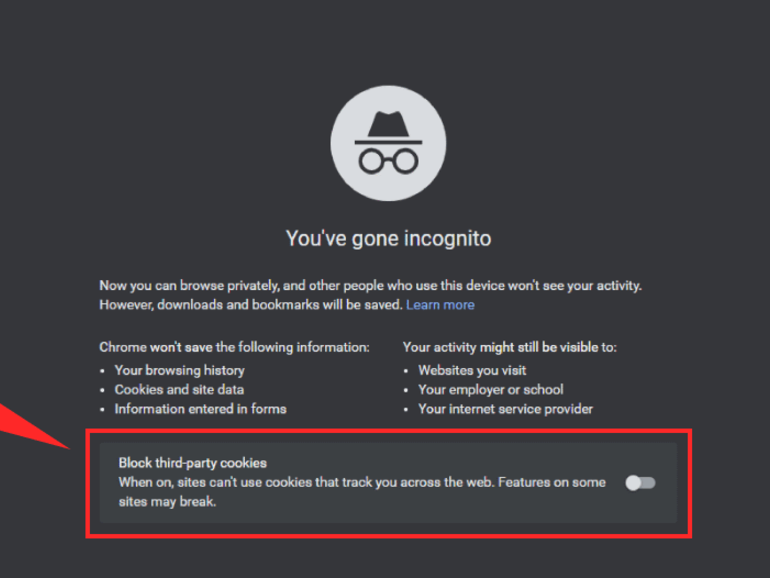 You've gone incognito
Now you can browse privately, and other people who use this device won't see your activity.
However, downloads and bookmarks will be saved. Learn more
Chrome won't save the following information:
• Your browsing history
• Cookies and site data
• Information entered in forms
Your activity might still be visible to:
• Websites you visit
• Your employer or school
• Your internet service provider
Block third-party cookies
When on, sites can't use cookies that track you across the web. Features on some
sites may break.